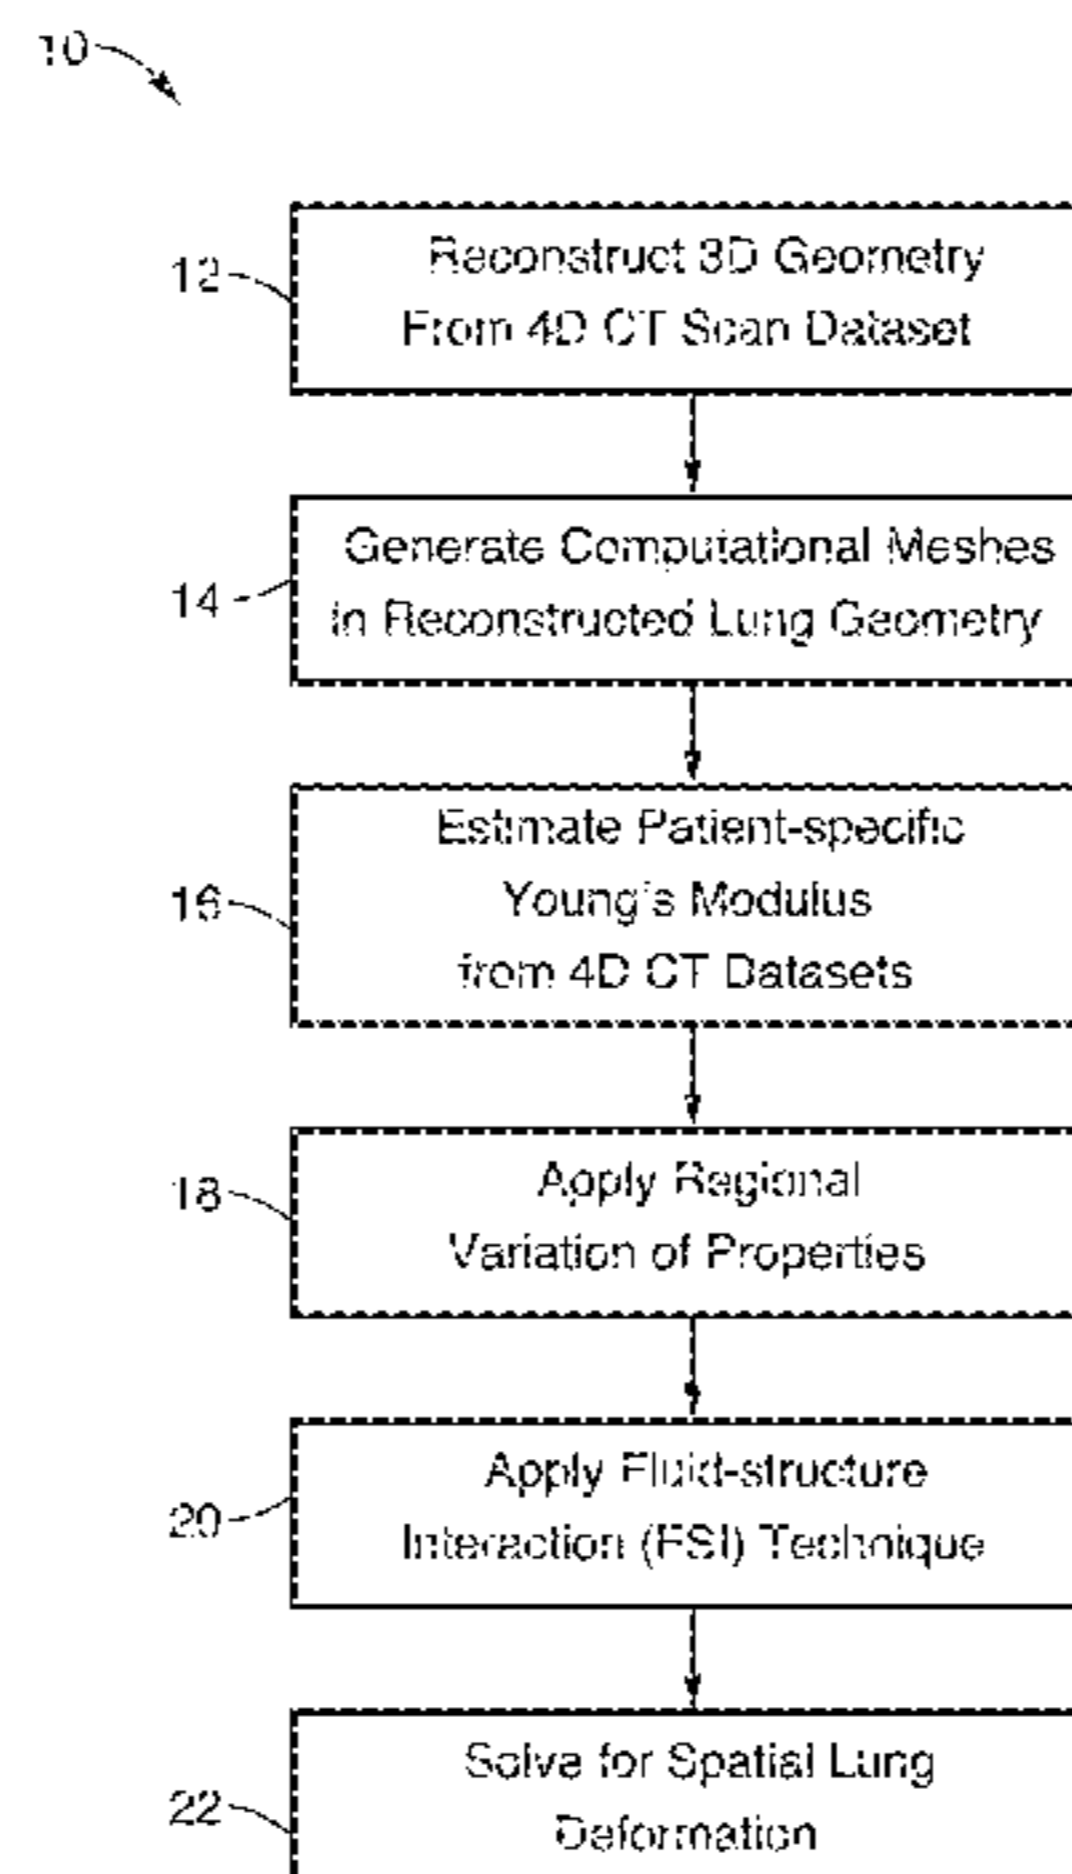 10
12
Reconstruct 3D Geometry
From 4D CT Scan Dataset
14
Generate Computational Meshes
in Reconstructed Lung Geometry
16
Estimate Patient-specific
Young's Modulus
from 4D CT Datasets
18
Apply Regional
Variation of Properties
20
Apply Fluid-structure
Interaction (FSI) Technique
22
Solve for Spatial Lung
Deformation